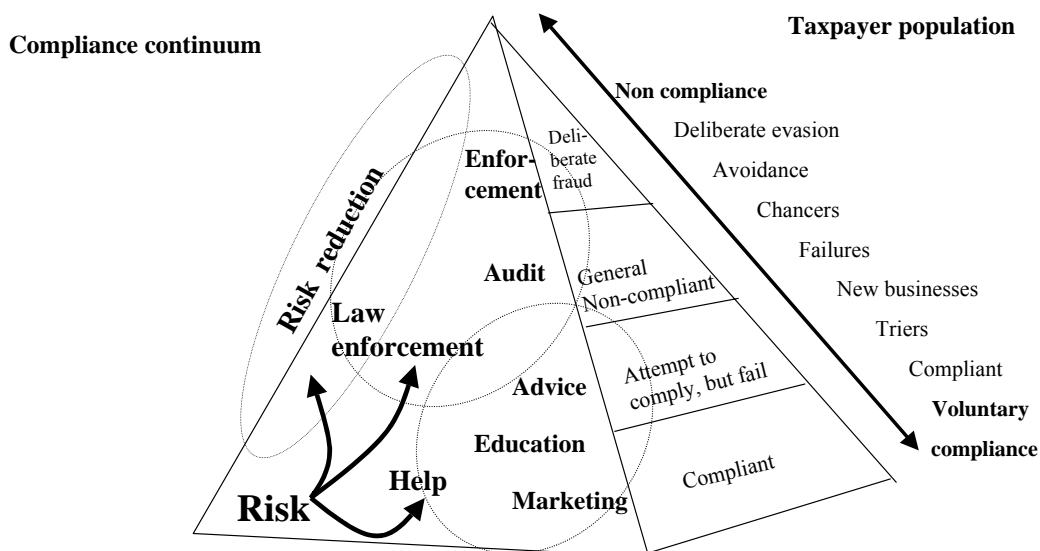 Compliance continuum
Taxpayer population
Non compliance
Deliberate evasion
Avoidance
Chancers
Failures
New businesses
Triers
Compliant
Voluntary
compliance
Deli-
berate
fraud
General
Non-compliant
Attempt to
comply, but fail
Compliant
Enfor-
cement
Audit
Advice
Education
Marketing
Risk reduction
Law
enforcement
Help
Risk